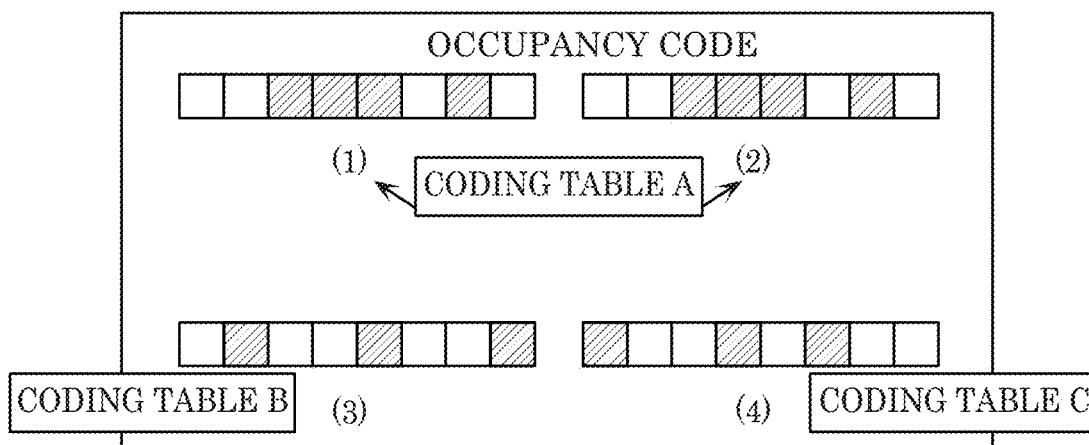 OCCUPANCY CODE
(1)
(2)
CODING TABLE A
CODING TABLE B
(3)
(4)
CODING TABLE C